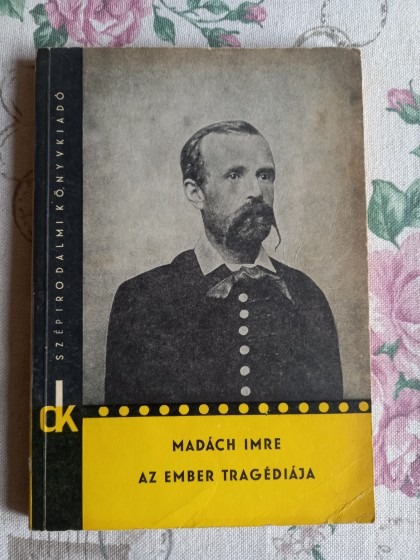 SZÉPIRODALMI KÖNYVKIADÓ
dk
MADÁCH IMRE
AZ EMBER TRAGÉDIÁJA